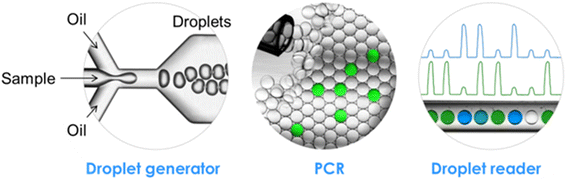 Oil
Droplets
Sample
Oil
Droplet generator
PCR
Droplet reader